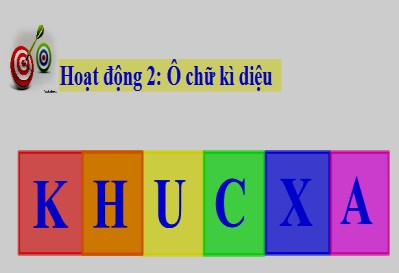 Hoạt động 2: Ô chữ kì diệu
K H U C X A